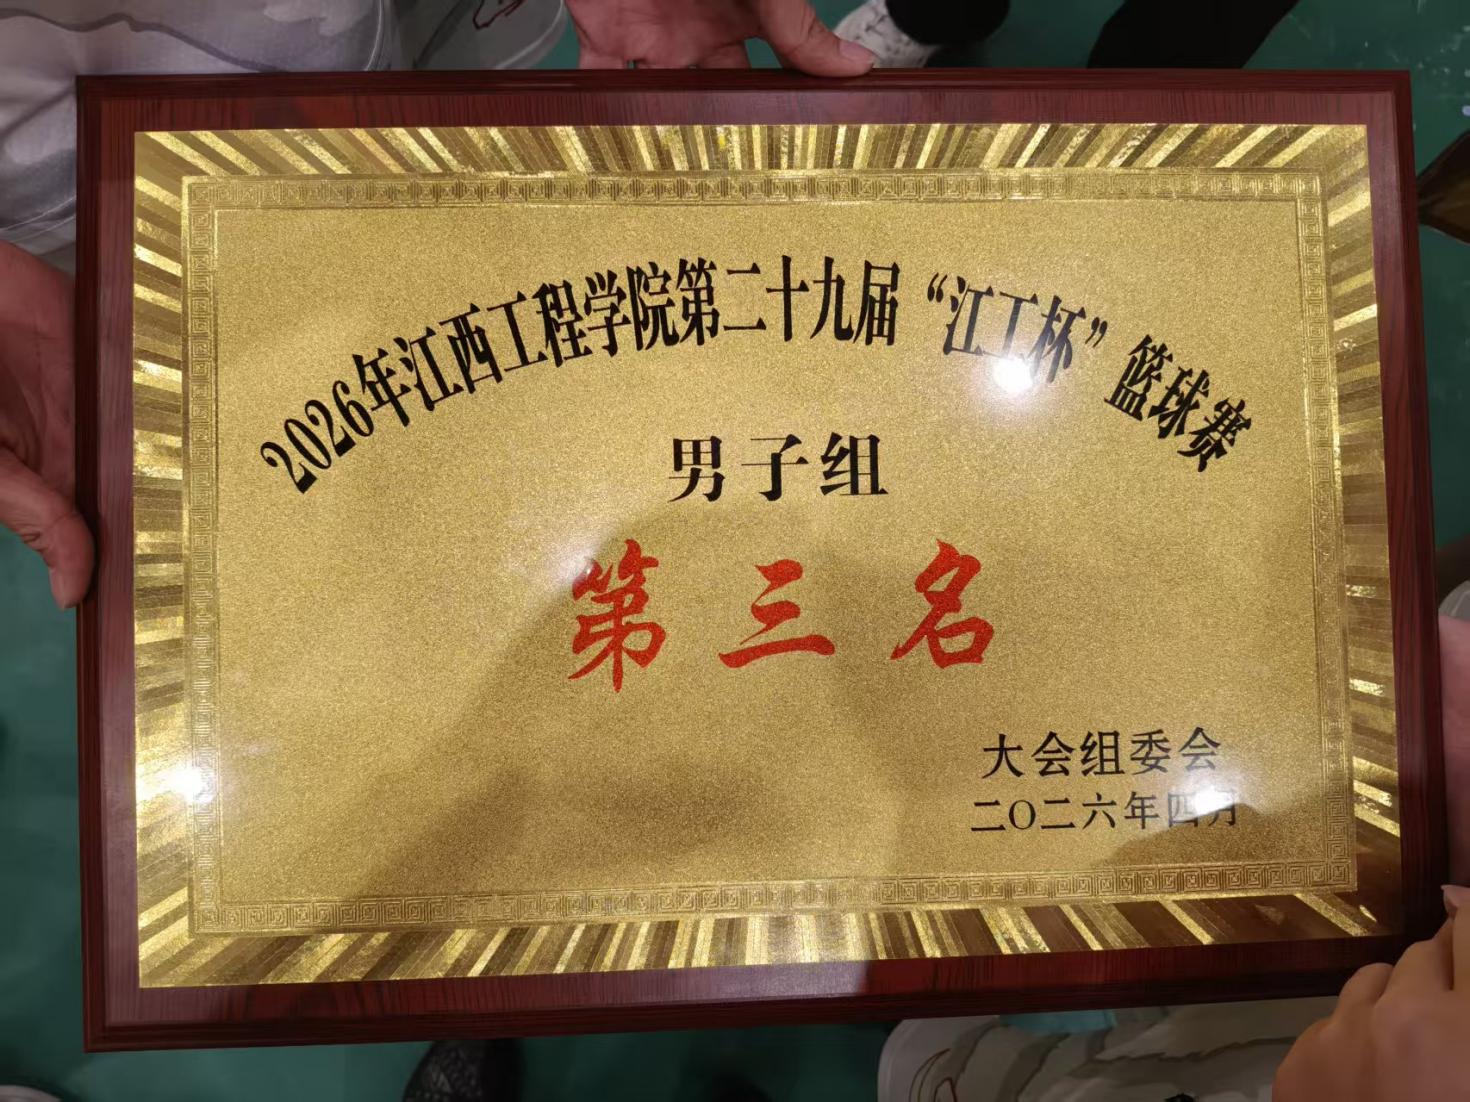 2026年江西工程学院第二十九届“江工杯”篮球赛
男子组
第三名
大会组委会
二〇二六年四月